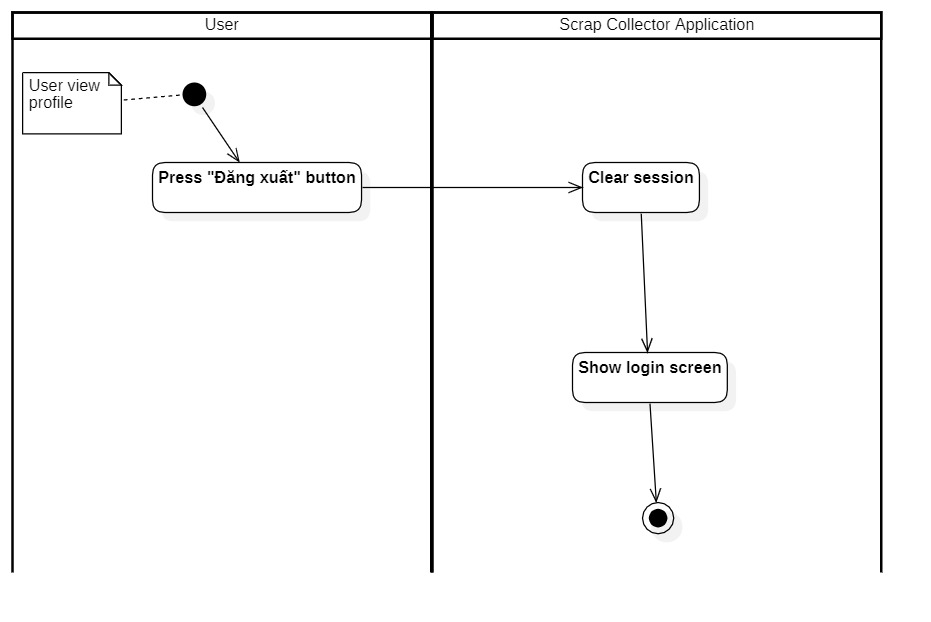 User
Scrap Collector Application
User view
profile
Press "Đăng xuất" button
Clear session
Show login screen